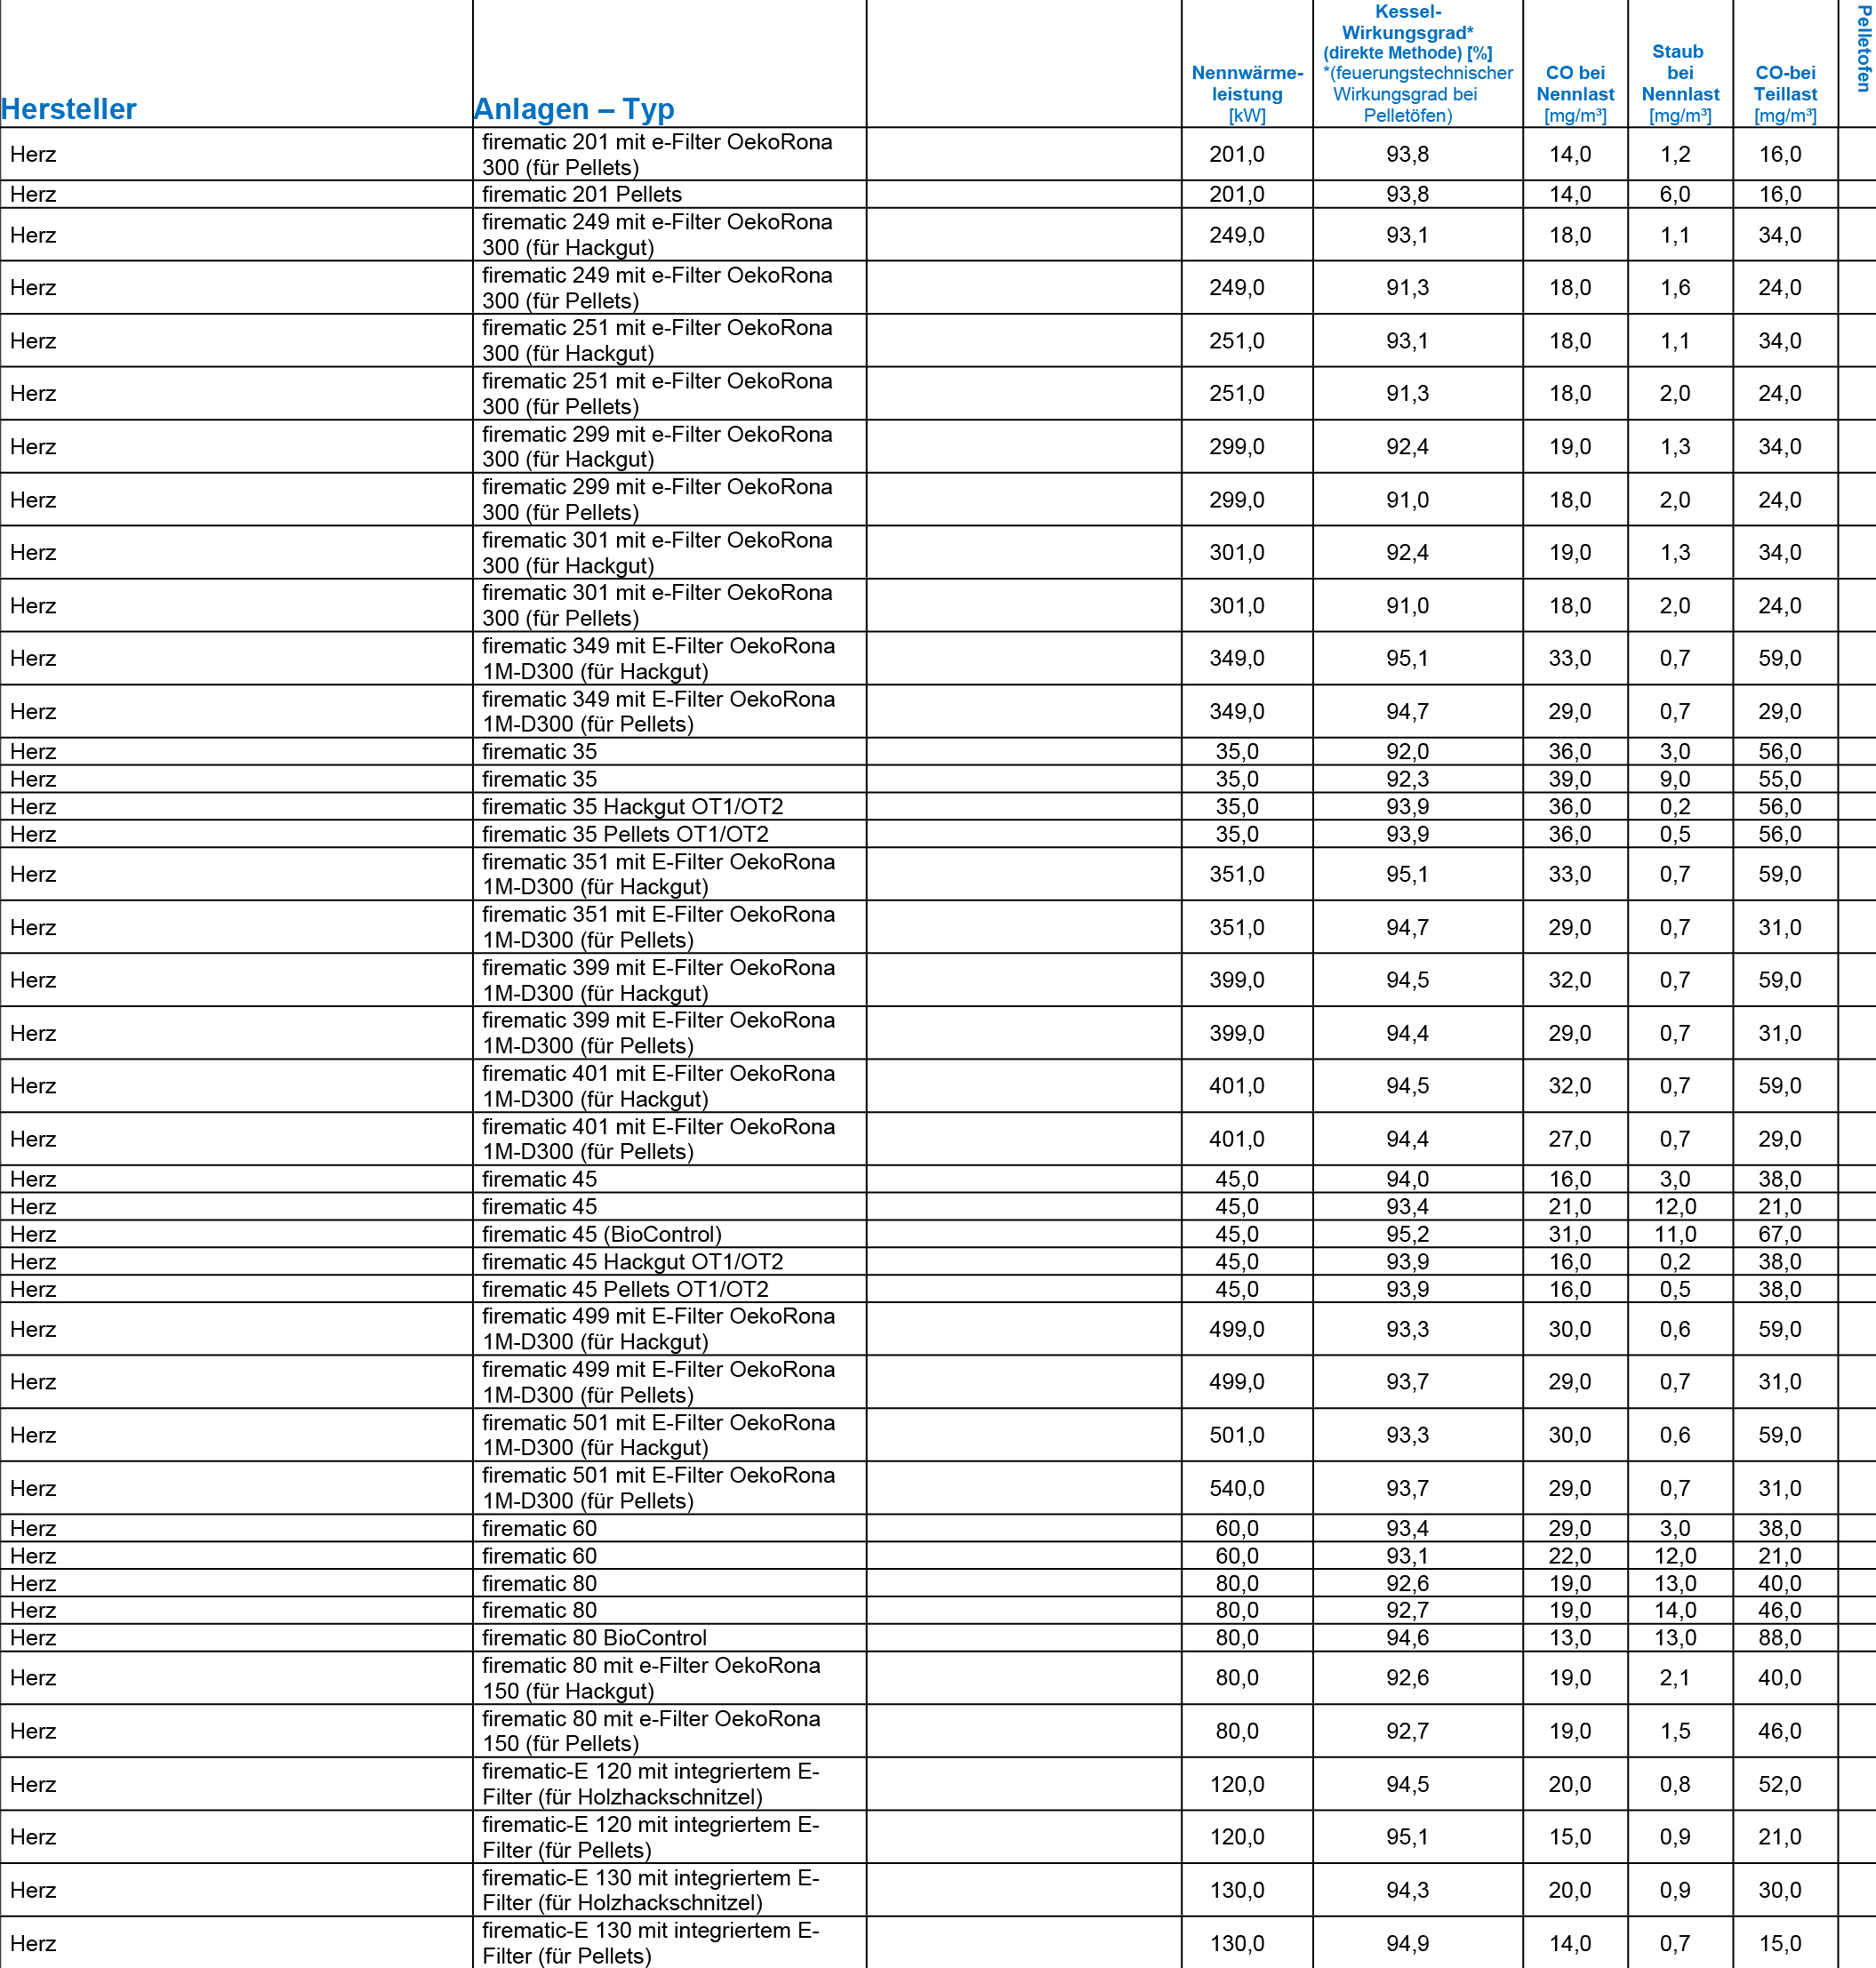 Hersteller Anlagen – Typ Nennwärme-leistung [kW] Kessel-Wirkungsgrad* (direkte Methode) [%] *(feuerungstechnischer Wirkungsgrad bei Pelletöfen) CO bei Nennlast [mg/m³] Staub bei Nennlast [mg/m³] CO-bei Teillast [mg/m³] Pelletofen
Herz firematic 201 mit e-Filter OekoRona 300 (für Pellets) 201,0 93,8 14,0 1,2 16,0
Herz firematic 201 Pellets 201,0 93,8 14,0 6,0 16,0
Herz firematic 249 mit e-Filter OekoRona 300 (für Hackgut) 249,0 93,1 18,0 1,1 34,0
Herz firematic 249 mit e-Filter OekoRona 300 (für Pellets) 249,0 91,3 18,0 1,6 24,0
Herz firematic 251 mit e-Filter OekoRona 300 (für Hackgut) 251,0 93,1 18,0 1,1 34,0
Herz firematic 251 mit e-Filter OekoRona 300 (für Pellets) 251,0 91,3 18,0 2,0 24,0
Herz firematic 299 mit e-Filter OekoRona 300 (für Hackgut) 299,0 92,4 19,0 1,3 34,0
Herz firematic 299 mit e-Filter OekoRona 300 (für Pellets) 299,0 91,0 18,0 2,0 24,0
Herz firematic 301 mit e-Filter OekoRona 300 (für Hackgut) 301,0 92,4 19,0 1,3 34,0
Herz firematic 301 mit e-Filter OekoRona 300 (für Pellets) 301,0 91,0 18,0 2,0 24,0
Herz firematic 349 mit E-Filter OekoRona 1M-D300 (für Hackgut) 349,0 95,1 33,0 0,7 59,0
Herz firematic 349 mit E-Filter OekoRona 1M-D300 (für Pellets) 349,0 94,7 29,0 0,7 29,0
Herz firematic 35 35,0 92,0 36,0 3,0 56,0
Herz firematic 35 35,0 92,3 39,0 9,0 55,0
Herz firematic 35 Hackgut OT1/OT2 35,0 93,9 36,0 0,2 56,0
Herz firematic 35 Pellets OT1/OT2 35,0 93,9 36,0 0,5 56,0
Herz firematic 351 mit E-Filter OekoRona 1M-D300 (für Hackgut) 351,0 95,1 33,0 0,7 59,0
Herz firematic 351 mit E-Filter OekoRona 1M-D300 (für Pellets) 351,0 94,7 29,0 0,7 31,0
Herz firematic 399 mit E-Filter OekoRona 1M-D300 (für Hackgut) 399,0 94,5 32,0 0,7 59,0
Herz firematic 399 mit E-Filter OekoRona 1M-D300 (für Pellets) 399,0 94,4 29,0 0,7 31,0
Herz firematic 401 mit E-Filter OekoRona 1M-D300 (für Hackgut) 401,0 94,5 32,0 0,7 59,0
Herz firematic 401 mit E-Filter OekoRona 1M-D300 (für Pellets) 401,0 94,4 27,0 0,7 29,0
Herz firematic 45 45,0 94,0 16,0 3,0 38,0
Herz firematic 45 45,0 93,4 21,0 12,0 21,0
Herz firematic 45 (BioControl) 45,0 95,2 31,0 11,0 67,0
Herz firematic 45 Hackgut OT1/OT2 45,0 93,9 16,0 0,2 38,0
Herz firematic 45 Pellets OT1/OT2 45,0 93,9 16,0 0,5 38,0
Herz firematic 499 mit E-Filter OekoRona 1M-D300 (für Hackgut) 499,0 93,3 30,0 0,6 59,0
Herz firematic 499 mit E-Filter OekoRona 1M-D300 (für Pellets) 499,0 93,7 29,0 0,7 31,0
Herz firematic 501 mit E-Filter OekoRona 1M-D300 (für Hackgut) 501,0 93,3 30,0 0,6 59,0
Herz firematic 501 mit E-Filter OekoRona 1M-D300 (für Pellets) 540,0 93,7 29,0 0,7 31,0
Herz firematic 60 60,0 93,4 29,0 3,0 38,0
Herz firematic 60 60,0 93,1 22,0 12,0 21,0
Herz firematic 80 80,0 92,6 19,0 13,0 40,0
Herz firematic 80 80,0 92,7 19,0 14,0 46,0
Herz firematic 80 BioControl 80,0 94,6 13,0 13,0 88,0
Herz firematic 80 mit e-Filter OekoRona 150 (für Hackgut) 80,0 92,6 19,0 2,1 40,0
Herz firematic 80 mit e-Filter OekoRona 150 (für Pellets) 80,0 92,7 19,0 1,5 46,0
Herz firematic-E 120 mit integriertem E-Filter (für Holzhackschnitzel) 120,0 94,5 20,0 0,8 52,0
Herz firematic-E 120 mit integriertem E-Filter (für Pellets) 120,0 95,1 15,0 0,9 21,0
Herz firematic-E 130 mit integriertem E-Filter (für Holzhackschnitzel) 130,0 94,3 20,0 0,9 30,0
Herz firematic-E 130 mit integriertem E-Filter (für Pellets) 130,0 94,9 14,0 0,7 15,0